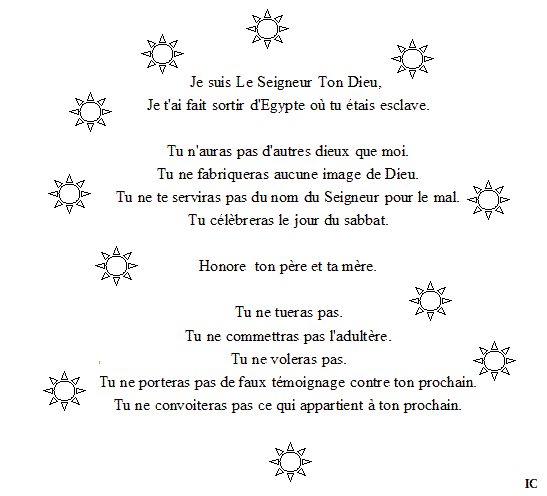 Je suis Le Seigneur Ton Dieu,
Je t'ai fait sortir d'Egypte où tu étais esclave.
Tu n'auras pas d'autres dieux que moi.
Tu ne fabriqueras aucune image de Dieu.
Tu ne te serviras pas du nom du Seigneur pour le mal.
Tu célèbreras le jour du sabbat.
Honore ton père et ta mère.
Tu ne tueras pas.
Tu ne commettras pas l'adultère.
Tu ne voleras pas.
Tu ne porteras pas de faux témoignage contre ton prochain.
Tu ne convoiteras pas ce qui appartient à ton prochain.
IC